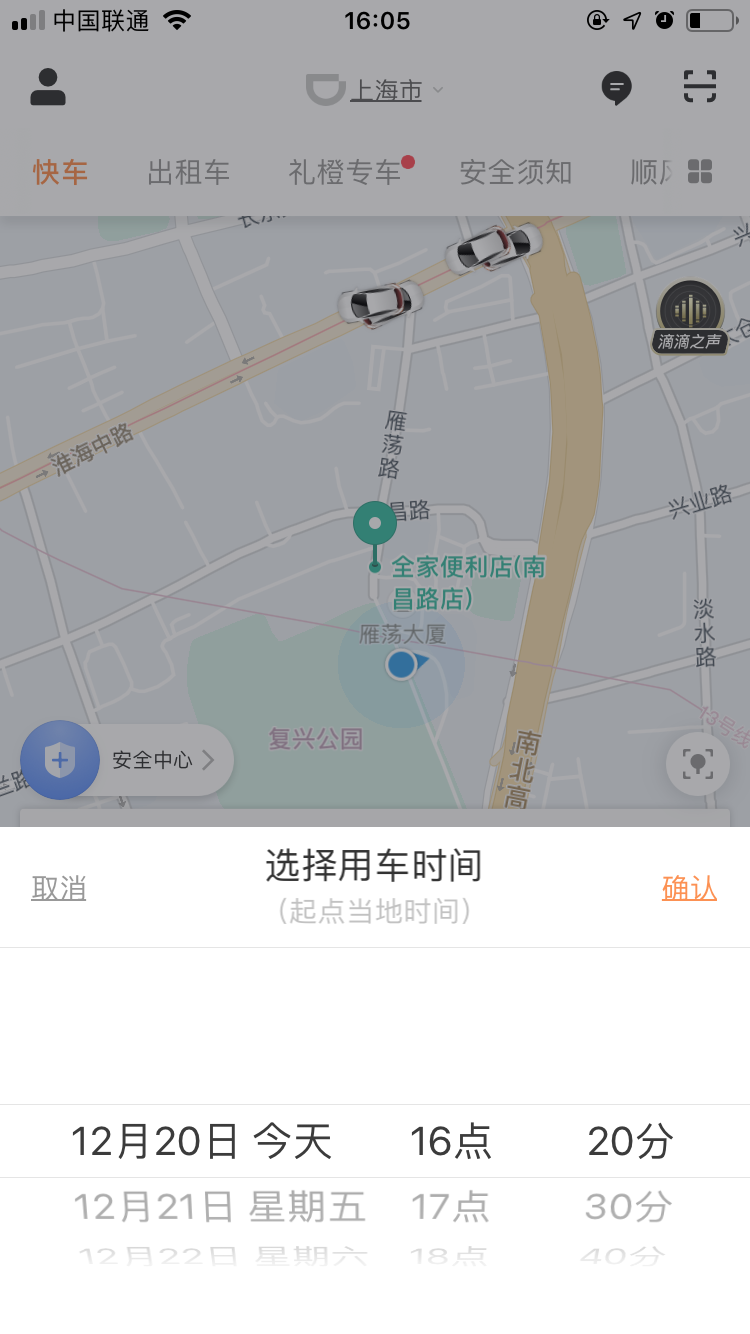 中国联通
16:05
上海市
快车
出租车
礼橙专车
安全须知
顺风
淮海中路
雁荡路
昌路
兴业路
滴滴之声
全家便利店(南
昌路店)
淡水路
雁荡大厦
13号线
复兴公园
南北高
安全中心
取消
选择用车时间
(起点当地时间)
确认
12月20日 今天
16点
20分
12月21日 星期五
17点
30分
12月22日 星期六
18点
40分